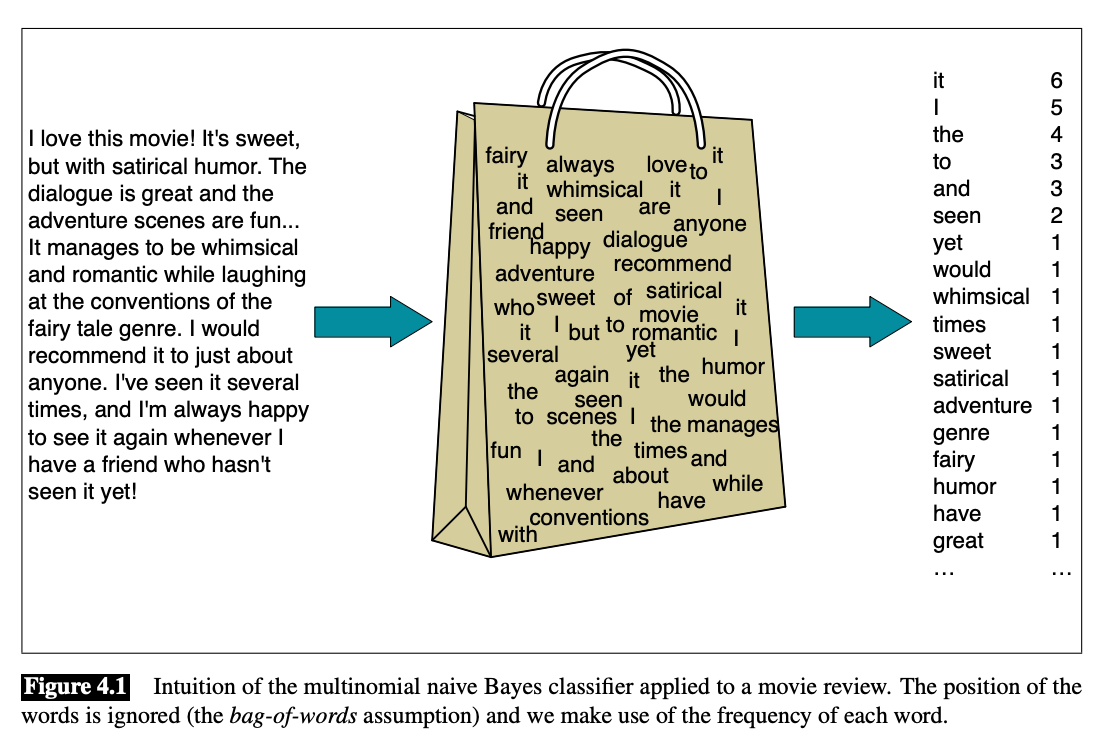 I love this movie! It's sweet,
but with satirical humor. The
dialogue is great and the
adventure scenes are fun...
It manages to be whimsical
and romantic while laughing
at the conventions of the
fairy tale genre. I would
recommend it to just about
anyone. I've seen it several
times, and I'm always happy
to see it again whenever I
have a friend who hasn't
seen it yet!
fairy always love to it
it whimsical it I
and seen are anyone
friend happy dialogue
adventure recommend
who sweet of satirical it
it I but to movie romantic I
several yet
again it the humor
the seen would
to scenes I the manages
the
fun I and times and
about while
whenever have
conventions
with
it 6
I 5
the 4
to 3
and 3
seen 2
yet 1
would 1
whimsical 1
times 1
sweet 1
satirical 1
adventure 1
genre 1
fairy 1
humor 1
have 1
great 1
… …
Figure 4.1 Intuition of the multinomial naive Bayes classifier applied to a movie review. The position of the
words is ignored (the bag-of-words assumption) and we make use of the frequency of each word.